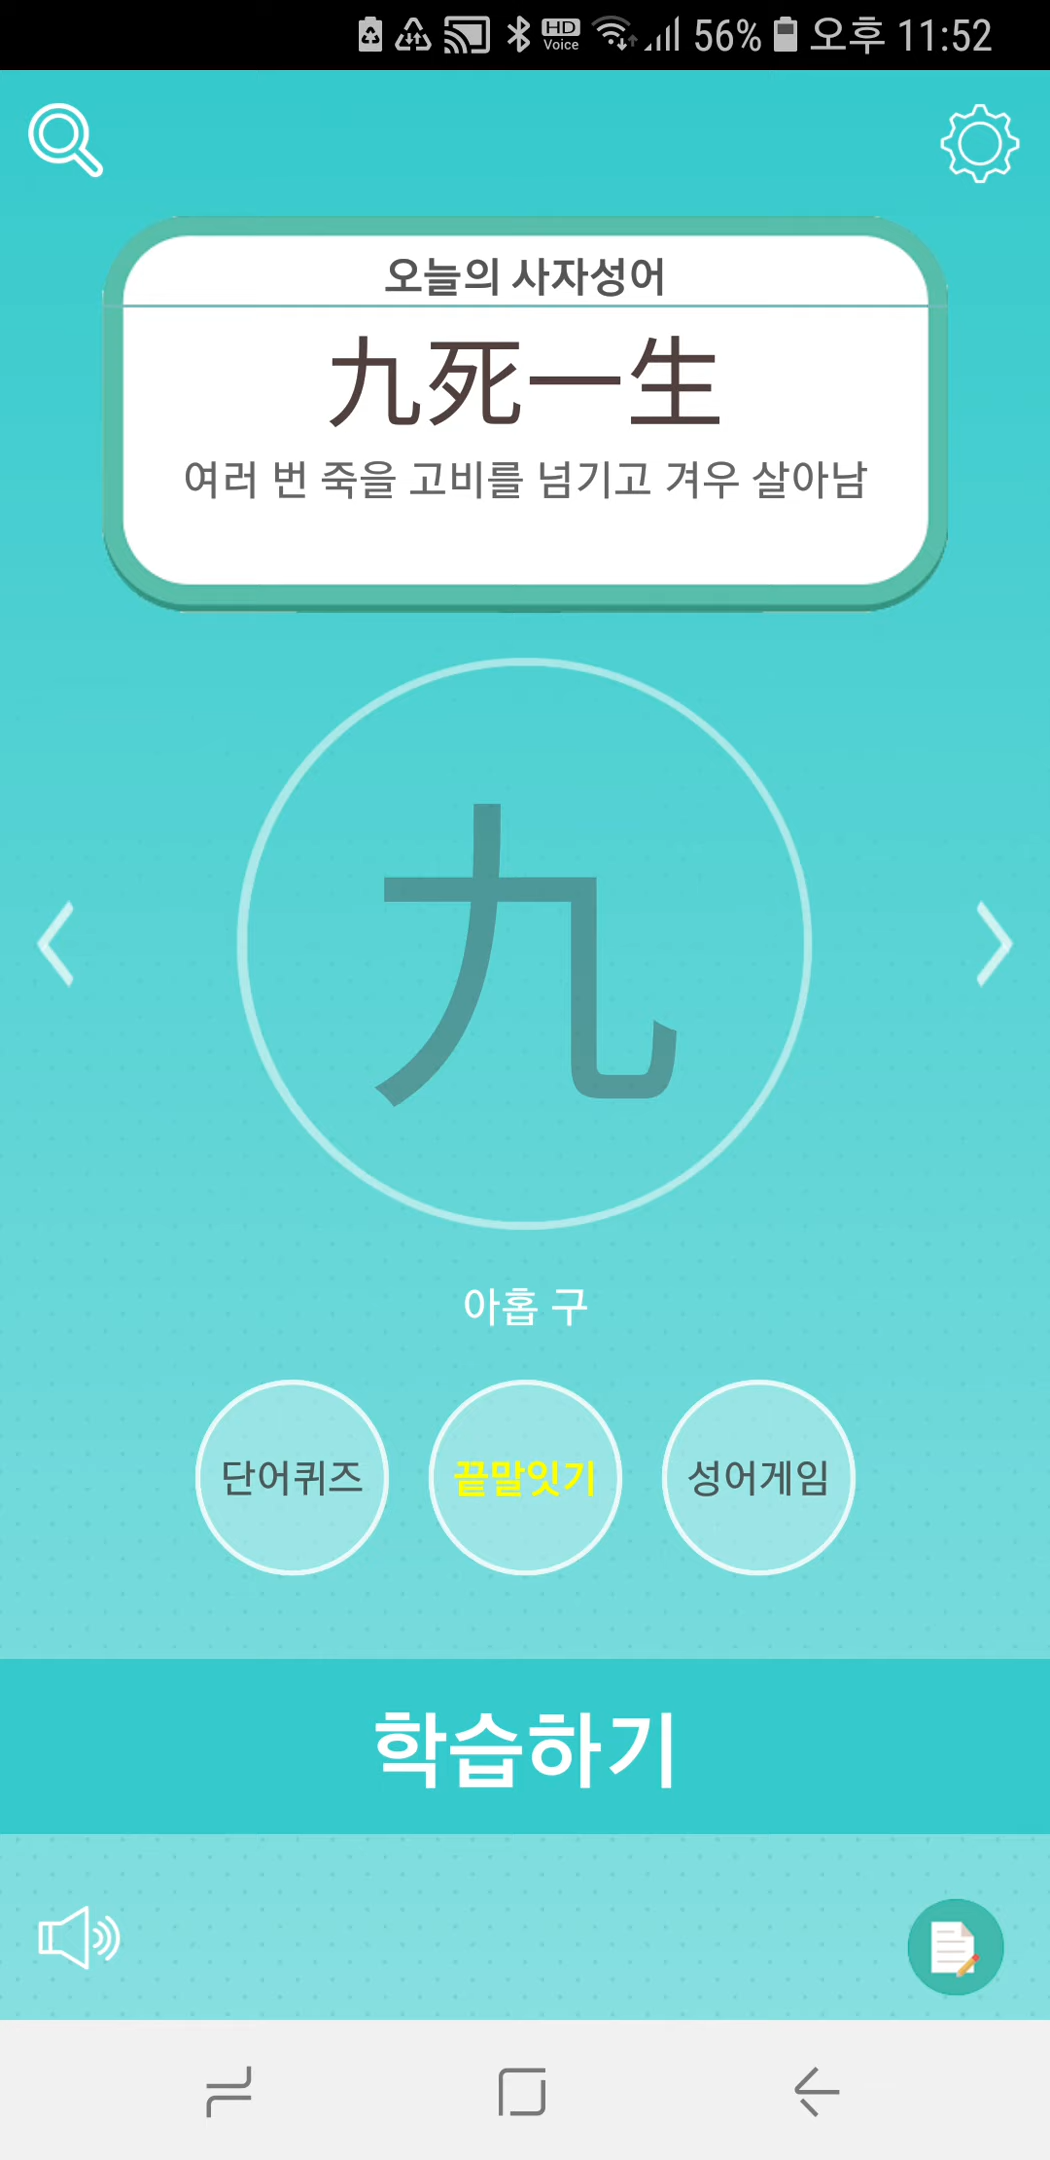 HD Voice 56% 오후 11:52
오늘의 사자성어
九死一生
여러 번 죽을 고비를 넘기고 겨우 살아남
九
아홉 구
단어퀴즈 끝말잇기 성어게임
학습하기